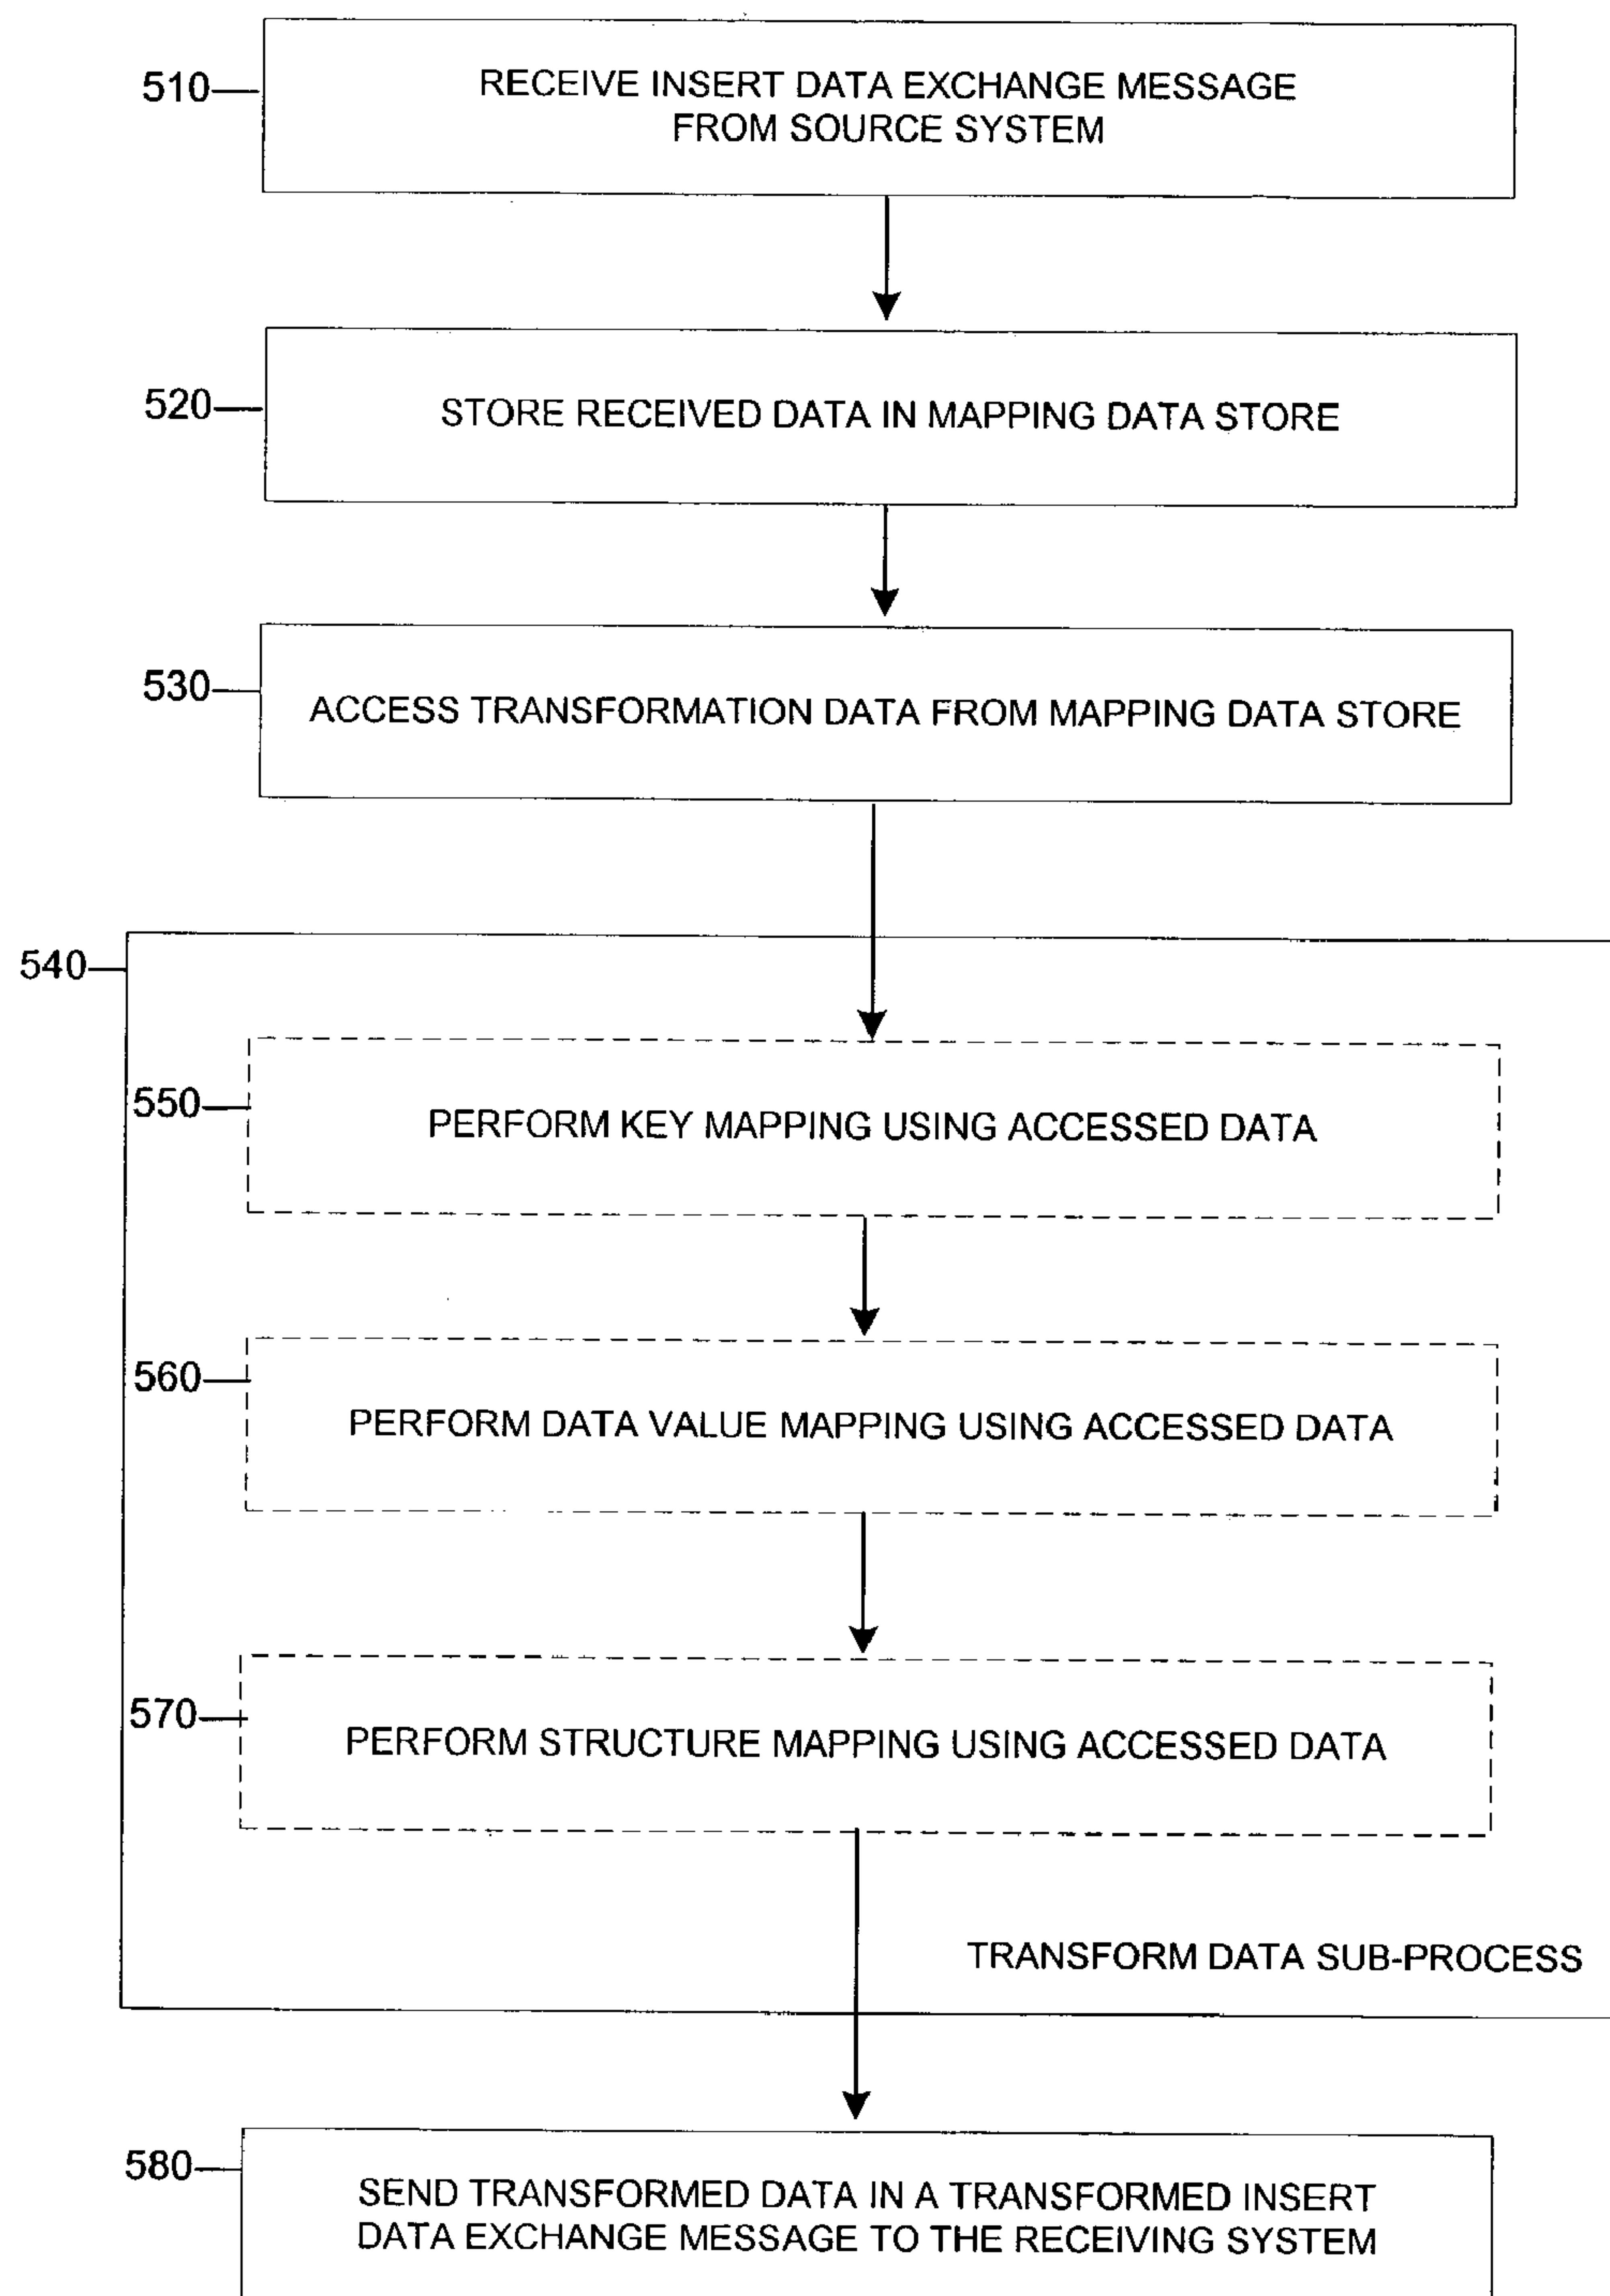 510
RECEIVE INSERT DATA EXCHANGE MESSAGE
FROM SOURCE SYSTEM
520
STORE RECEIVED DATA IN MAPPING DATA STORE
530
ACCESS TRANSFORMATION DATA FROM MAPPING DATA STORE
540
550
PERFORM KEY MAPPING USING ACCESSED DATA
560
PERFORM DATA VALUE MAPPING USING ACCESSED DATA
570
PERFORM STRUCTURE MAPPING USING ACCESSED DATA
TRANSFORM DATA SUB-PROCESS
580
SEND TRANSFORMED DATA IN A TRANSFORMED INSERT
DATA EXCHANGE MESSAGE TO THE RECEIVING SYSTEM